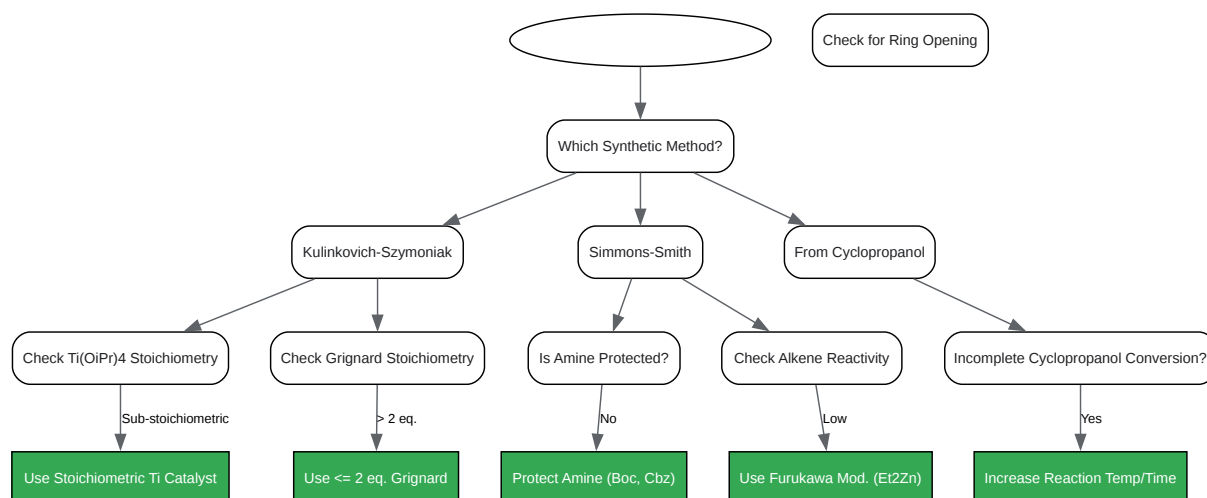 Check for Ring Opening
Which Synthetic Method?
Kulinkovich-Szymoniak
Simmons-Smith
From Cyclopropanol
Check Ti(OiPr)4 Stoichiometry
Check Grignard Stoichiometry
Is Amine Protected?
Check Alkene Reactivity
Incomplete Cyclopropanol Conversion?
Sub-stoichiometric
> 2 eq.
No
Low
Yes
Use Stoichiometric Ti Catalyst
Use <= 2 eq. Grignard
Protect Amine (Boc, Cbz)
Use Furukawa Mod. (Et2Zn)
Increase Reaction Temp/Time